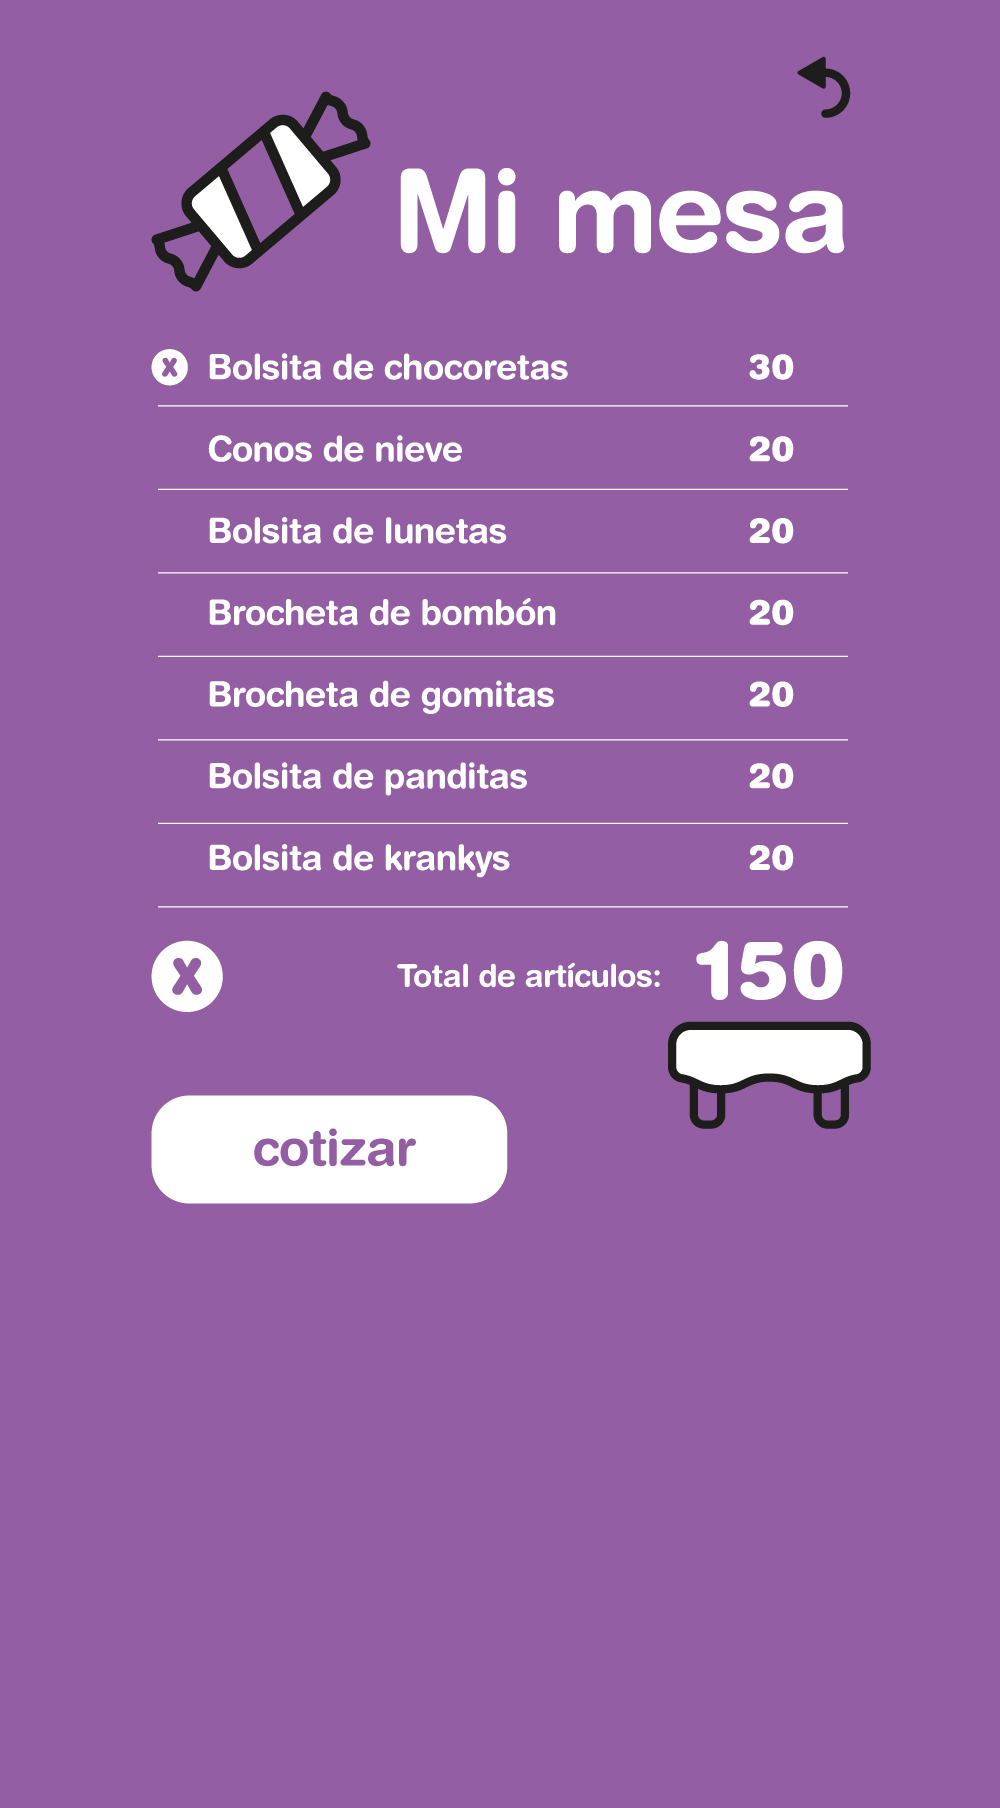 Mi mesa
X Bolsita de chocoretas 30
Conos de nieve 20
Bolsita de lunetas 20
Brocheta de bombón 20
Brocheta de gomitas 20
Bolsita de panditas 20
Bolsita de krankys 20
X Total de artículos: 150
cotizar